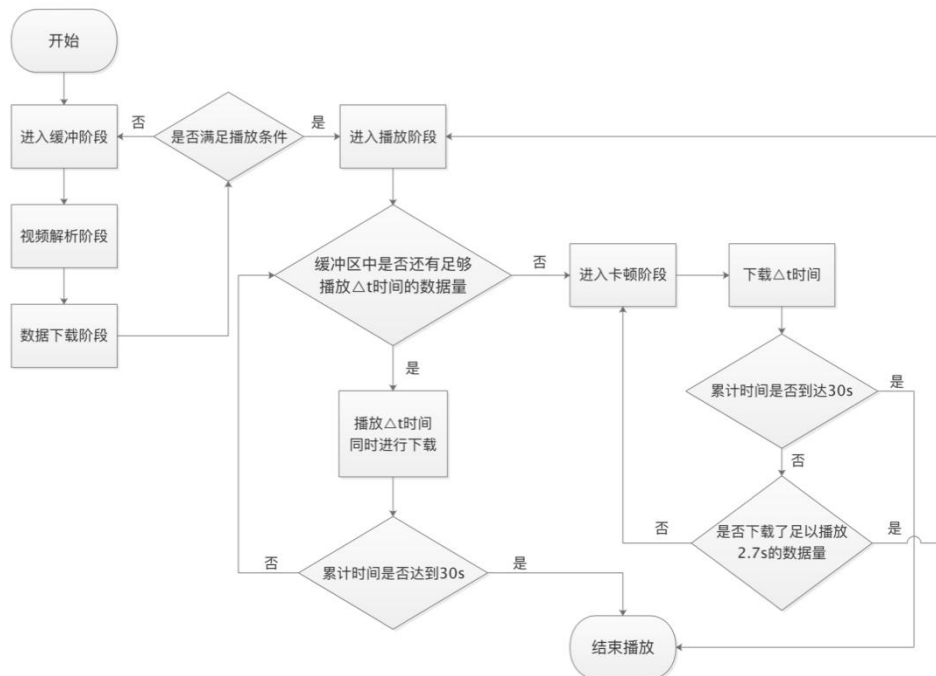 开始
进入缓冲阶段
否
是否满足播放条件
是
进入播放阶段
视频解析阶段
数据下载阶段
缓冲区中是否还有足够
播放△t时间的数据量
否
进入卡顿阶段
下载△t时间
是
播放△t时间
同时进行下载
累计时间是否到达30s
是
否
是否下载了足以播放
2.7s的数据量
否
是
累计时间是否达到30s
否
是
结束播放